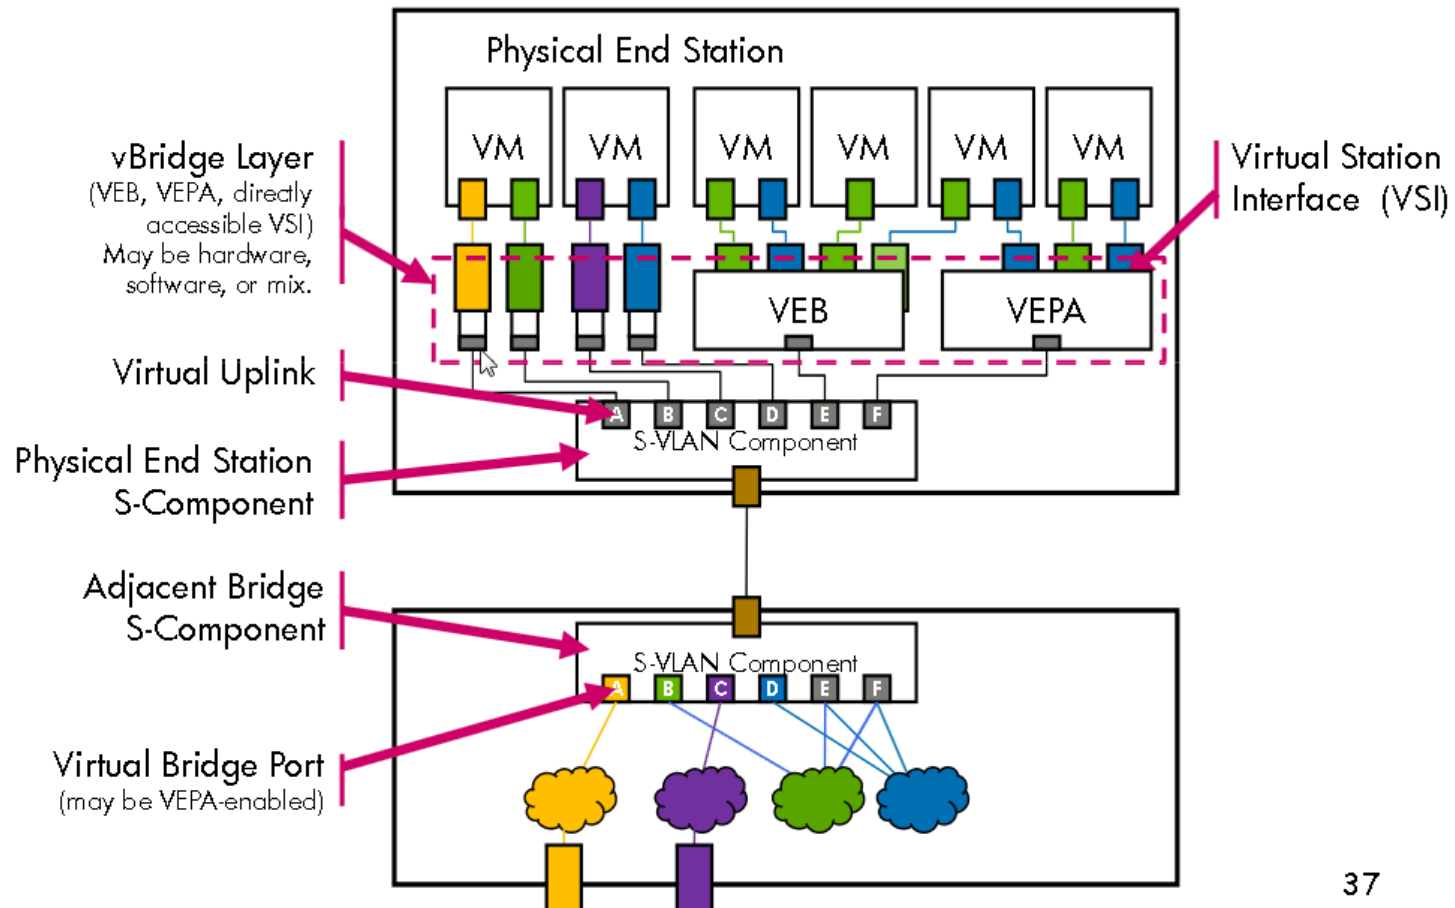 Physical End Station
VM VM VM VM VM VM
vBridge Layer
(VEB, VEPA, directly
accessible VSI)
May be hardware,
software, or mix.
Virtual Station
Interface (VSI)
VEB
VEPA
Virtual Uplink
A B C D E F
S-VLAN Component
Physical End Station
S-Component
Adjacent Bridge
S-Component
S-VLAN Component
A B C D E F
Virtual Bridge Port
(may be VEPA-enabled)
37